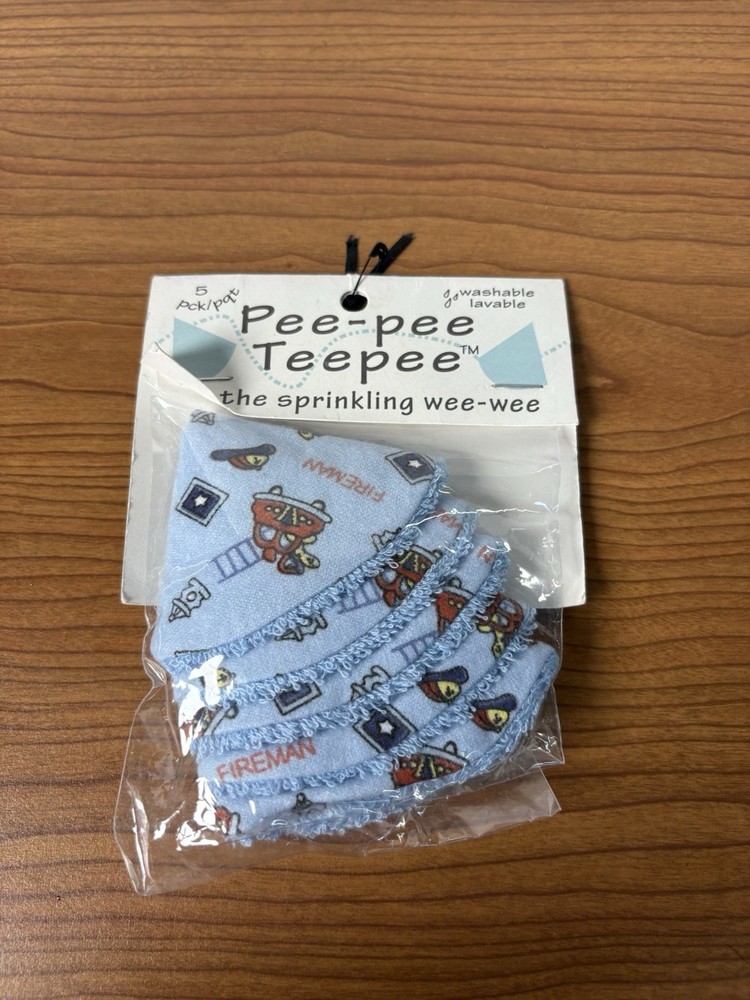 5
pck/pqt
washable
lavable
Pee-pee
Teepee™
the sprinkling wee-wee
FIREMAN
FIREMAN